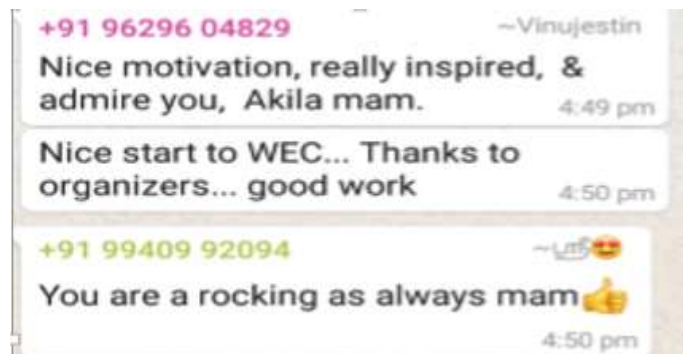 +91 96296 04829 ~Vinujestin
Nice motivation, really inspired, &
admire you, Akila mam.
4:49 pm
Nice start to WEC... Thanks to
organizers... good work
4:50 pm
+91 99409 92094 ~பரி😍
You are a rocking as always mam👍
4:50 pm